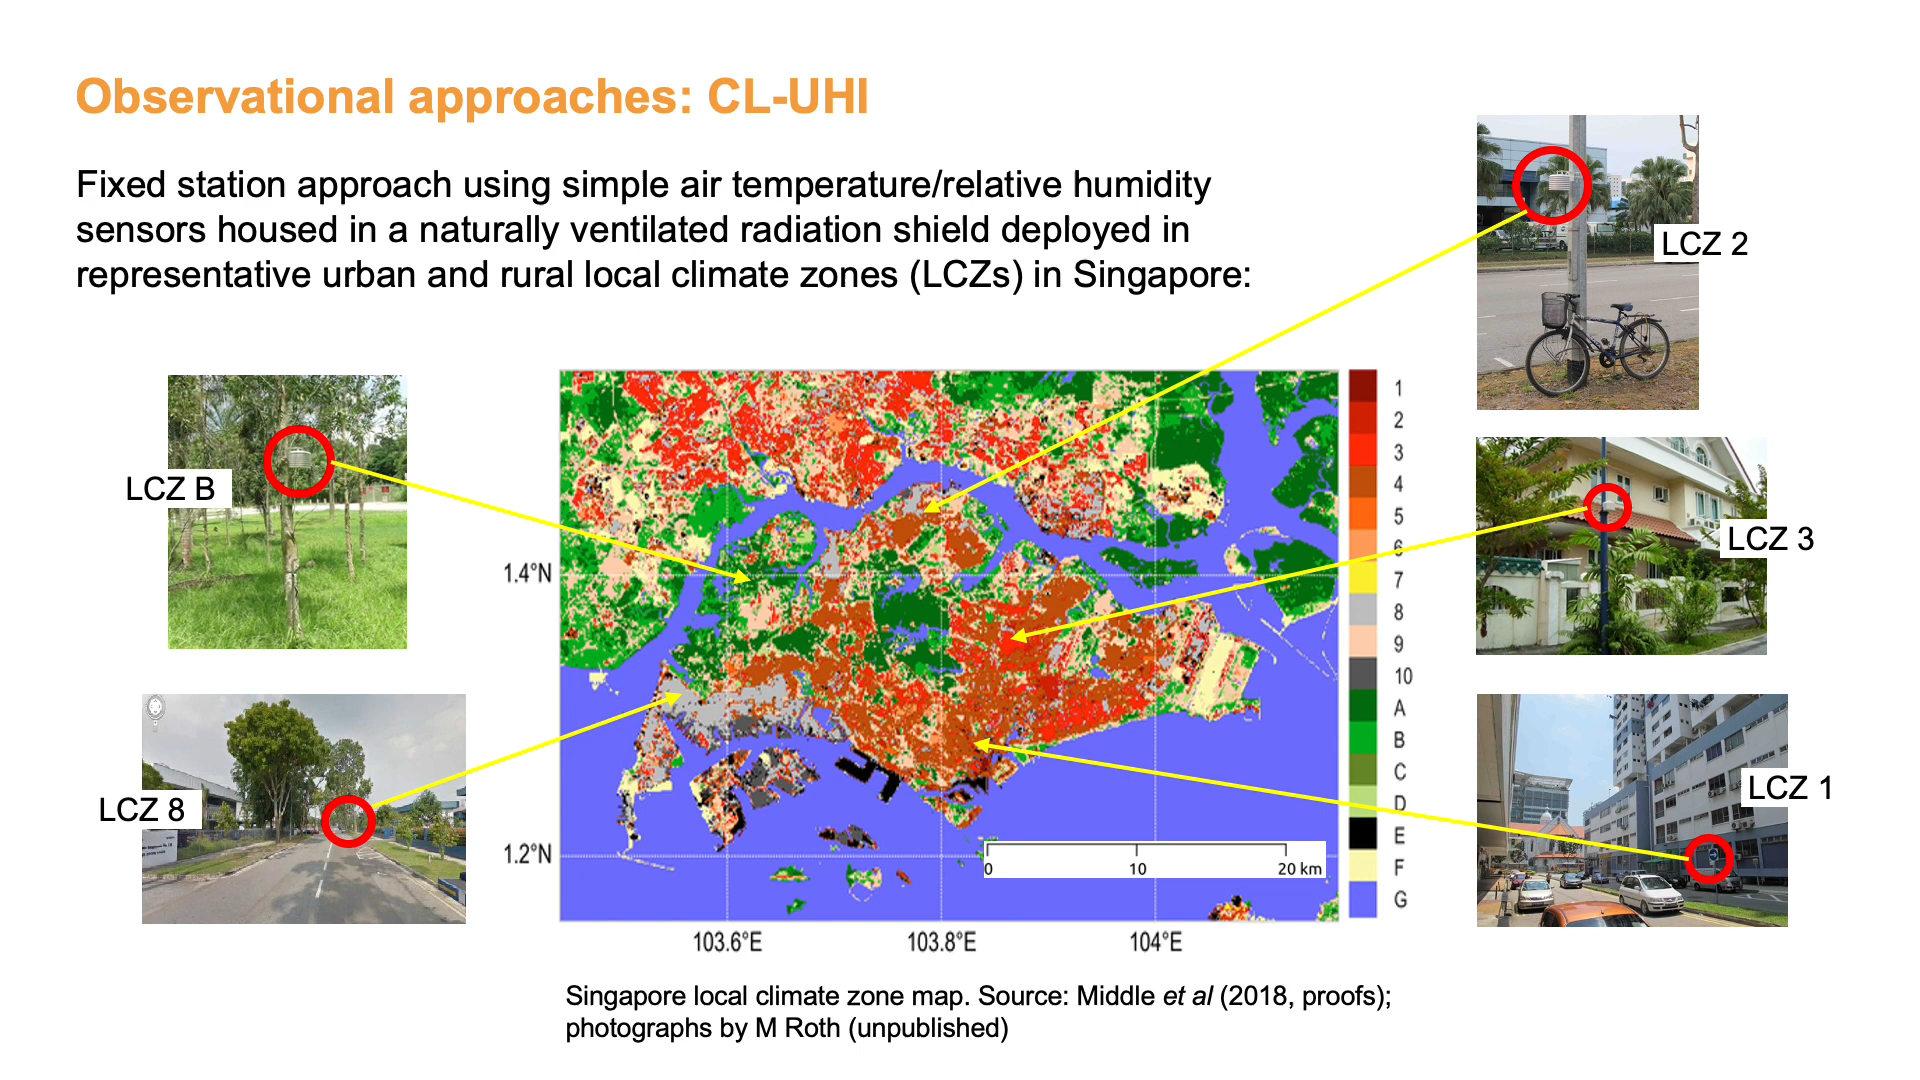 Observational approaches: CL-UHI
Fixed station approach using simple air temperature/relative humidity
sensors housed in a naturally ventilated radiation shield deployed in
representative urban and rural local climate zones (LCZs) in Singapore:
LCZ 2
LCZ B
LCZ 3
LCZ 8
LCZ 1
1.4°N
1.2°N
103.6°E
103.8°E
104°E
0
10
20 km
1
2
3
4
5
6
7
8
9
10
A
B
C
D
E
F
G
Singapore local climate zone map. Source: Middle et al (2018, proofs);
photographs by M Roth (unpublished)